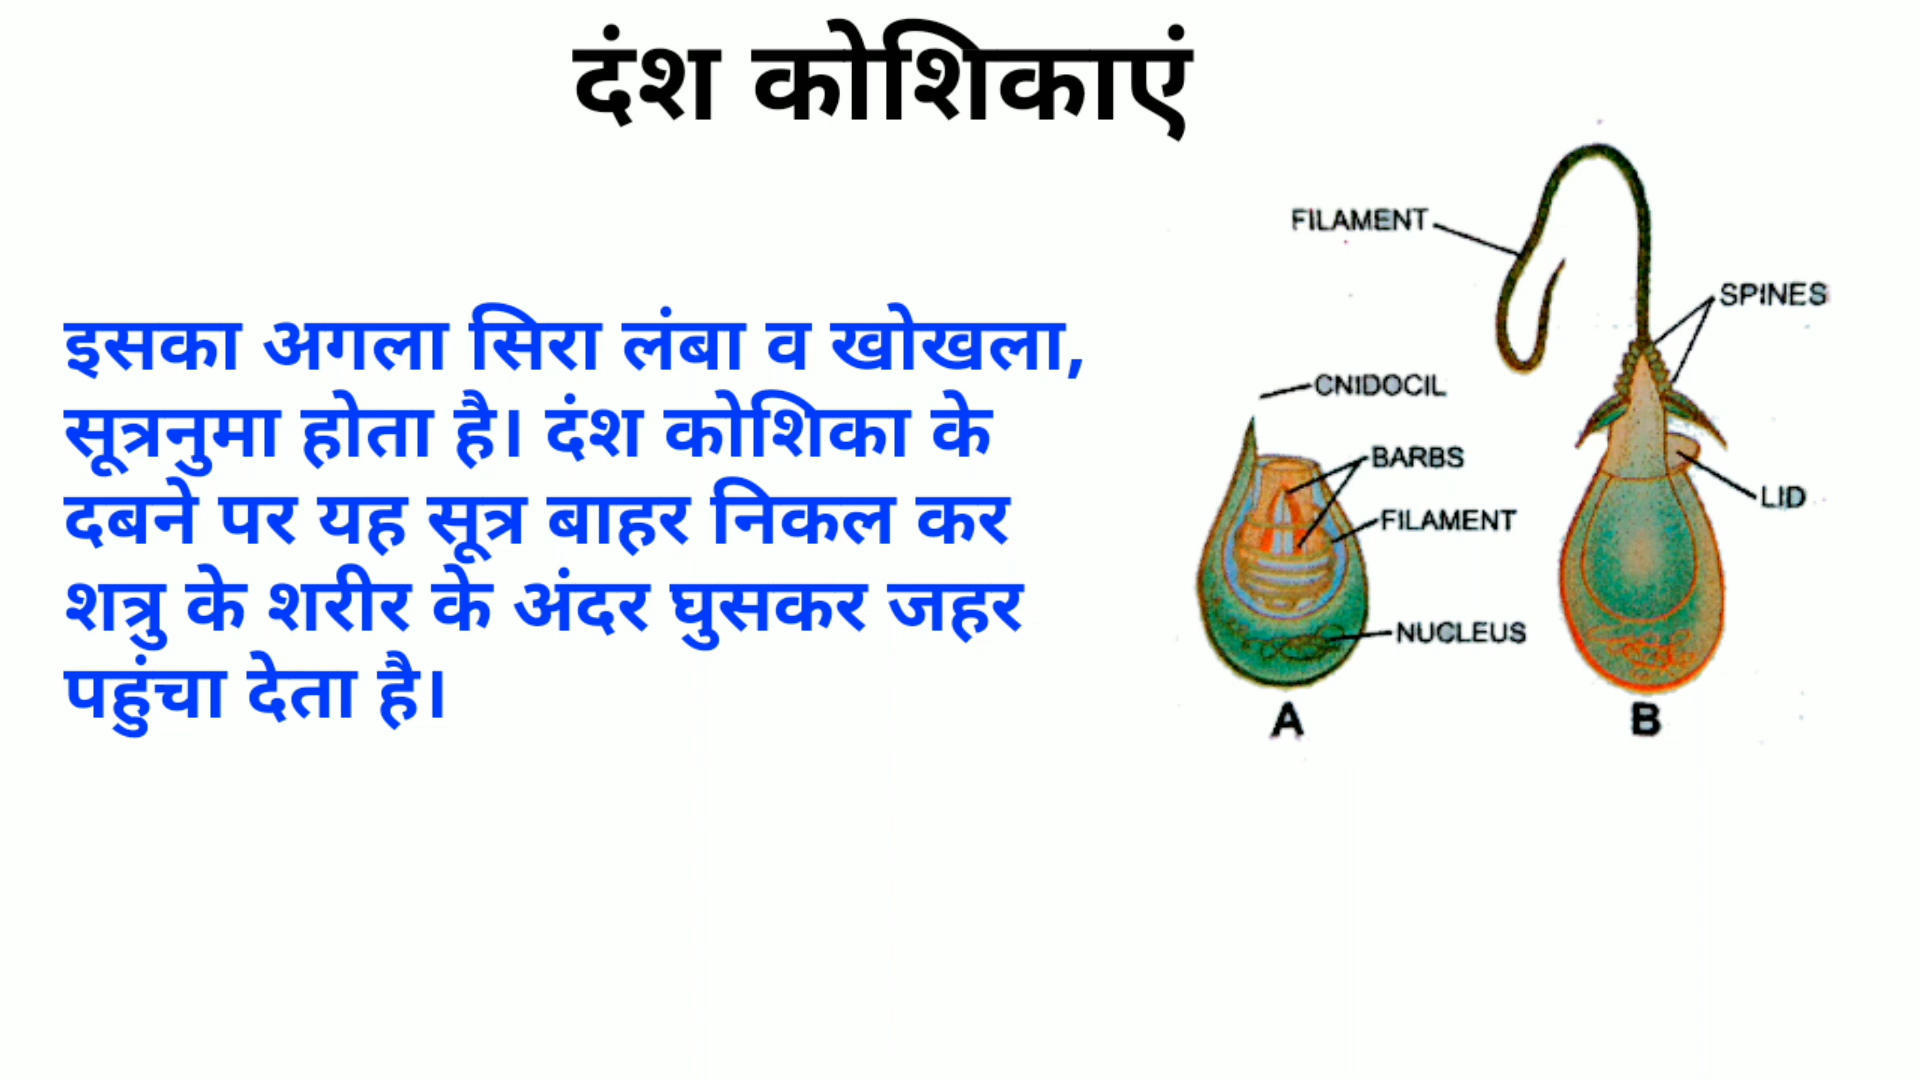 दंश कोशिकाएं
इसका अगला सिरा लंबा व खोखला,
सूत्रनुमा होता है। दंश कोशिका के
दबने पर यह सूत्र बाहर निकल कर
शत्रु के शरीर के अंदर घुसकर जहर
पहुंचा देता है।
FILAMENT
SPINES
CNIDOCIL
BARBS
LID
FILAMENT
NUCLEUS
A
B